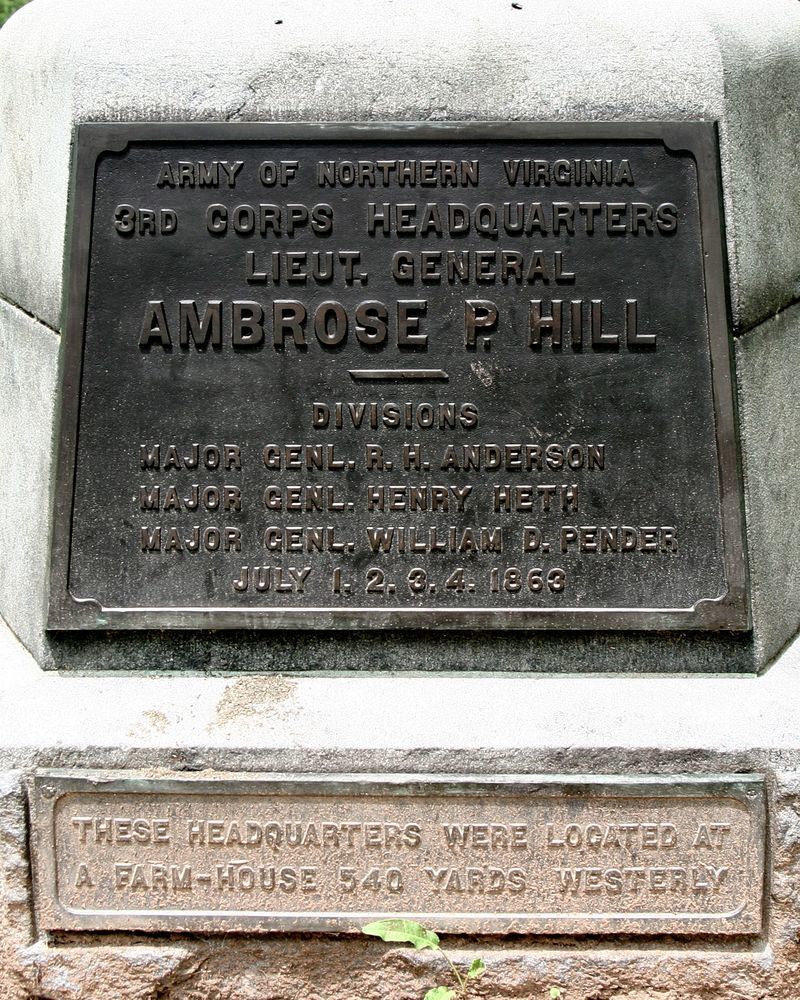 ARMY OF NORTHERN VIRGINIA
3RD CORPS HEADQUARTERS
LIEUT. GENERAL
AMBROSE P. HILL
DIVISIONS
MAJOR GENL. R. H. ANDERSON
MAJOR GENL. HENRY HETH
MAJOR GENL. WILLIAM D. PENDER
JULY 1. 2. 3. 4. 1863
THESE HEADQUARTERS WERE LOCATED AT
A FARM-HOUSE 540 YARDS WESTERLY